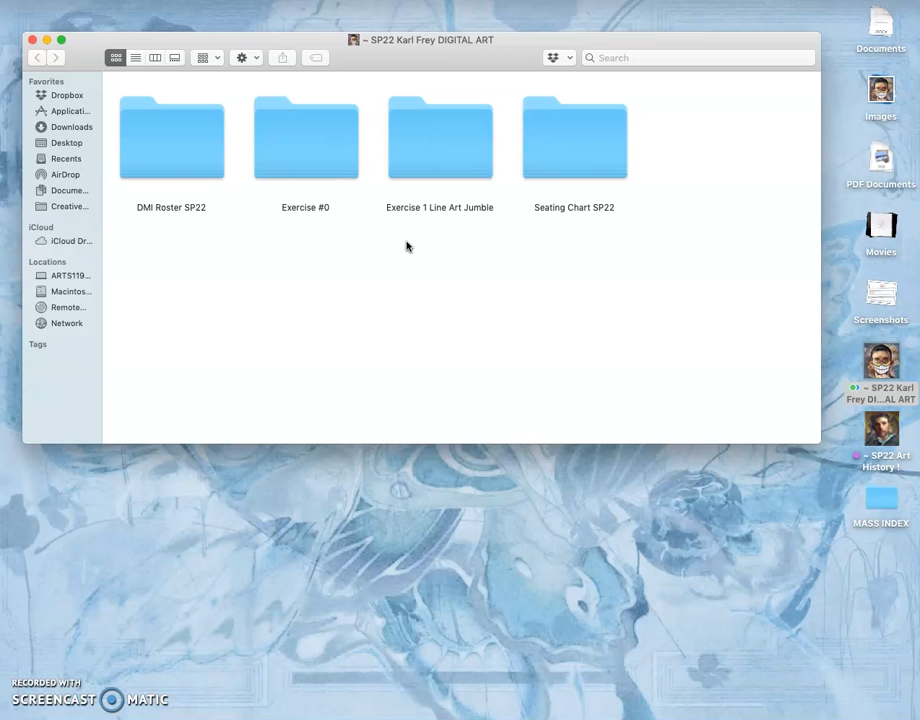 ~ SP22 Karl Frey DIGITAL ART
Search
Favorites
Dropbox
Applicati...
Downloads
Desktop
Recents
AirDrop
Docume...
Creative...
iCloud
iCloud Dr...
Locations
ARTS119...
Macintos...
Remote...
Network
Tags
DMI Roster SP22
Exercise #0
Exercise 1 Line Art Jumble
Seating Chart SP22
Documents
Images
PDF Documents
Movies
Screenshots
~ SP22 Karl
Frey DI...AL ART
~ SP22 Art
History !
MASS INDEX
RECORDED WITH
SCREENCAST MATIC